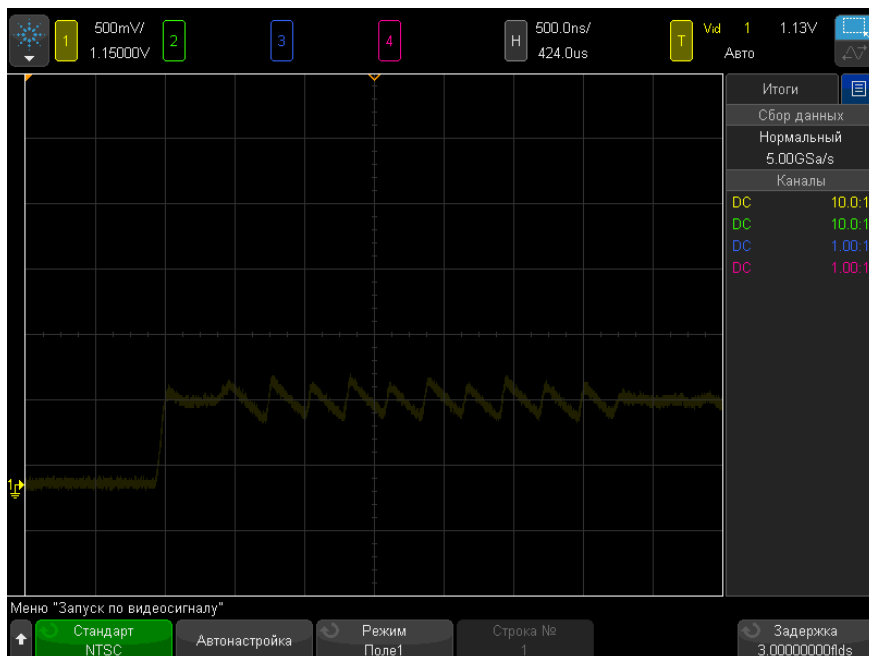 1 500mV/ 2 3 4 H 500.0ns/ T Vid 1 1.13V
1.15000V 424.0us Авто
Итоги
Сбор данных
Нормальный
5.00GSa/s
Каналы
DC 10.0:1
DC 10.0:1
DC 1.00:1
DC 1.00:1
1
Меню "Запуск по видеосигналу"
Стандарт Автонастройка Режим Строка № Задержка
NTSC Поле1 1 3.00000000flds